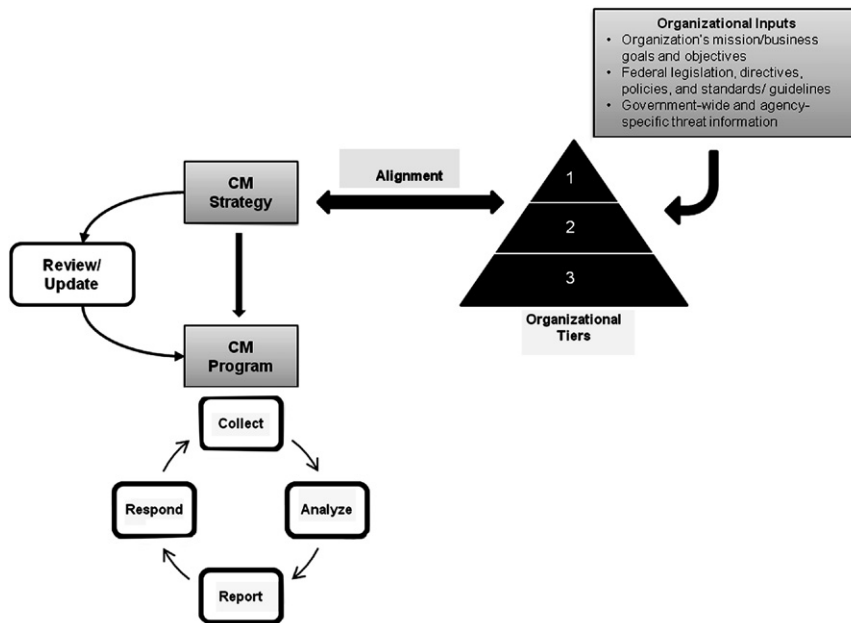 Organizational Inputs
• Organization's mission/business
goals and objectives
• Federal legislation, directives,
policies, and standards/ guidelines
• Government-wide and agency-
specific threat information
CM
Strategy
Alignment
1
2
3
Review/
Update
Organizational
Tiers
CM
Program
Collect
Respond
Analyze
Report